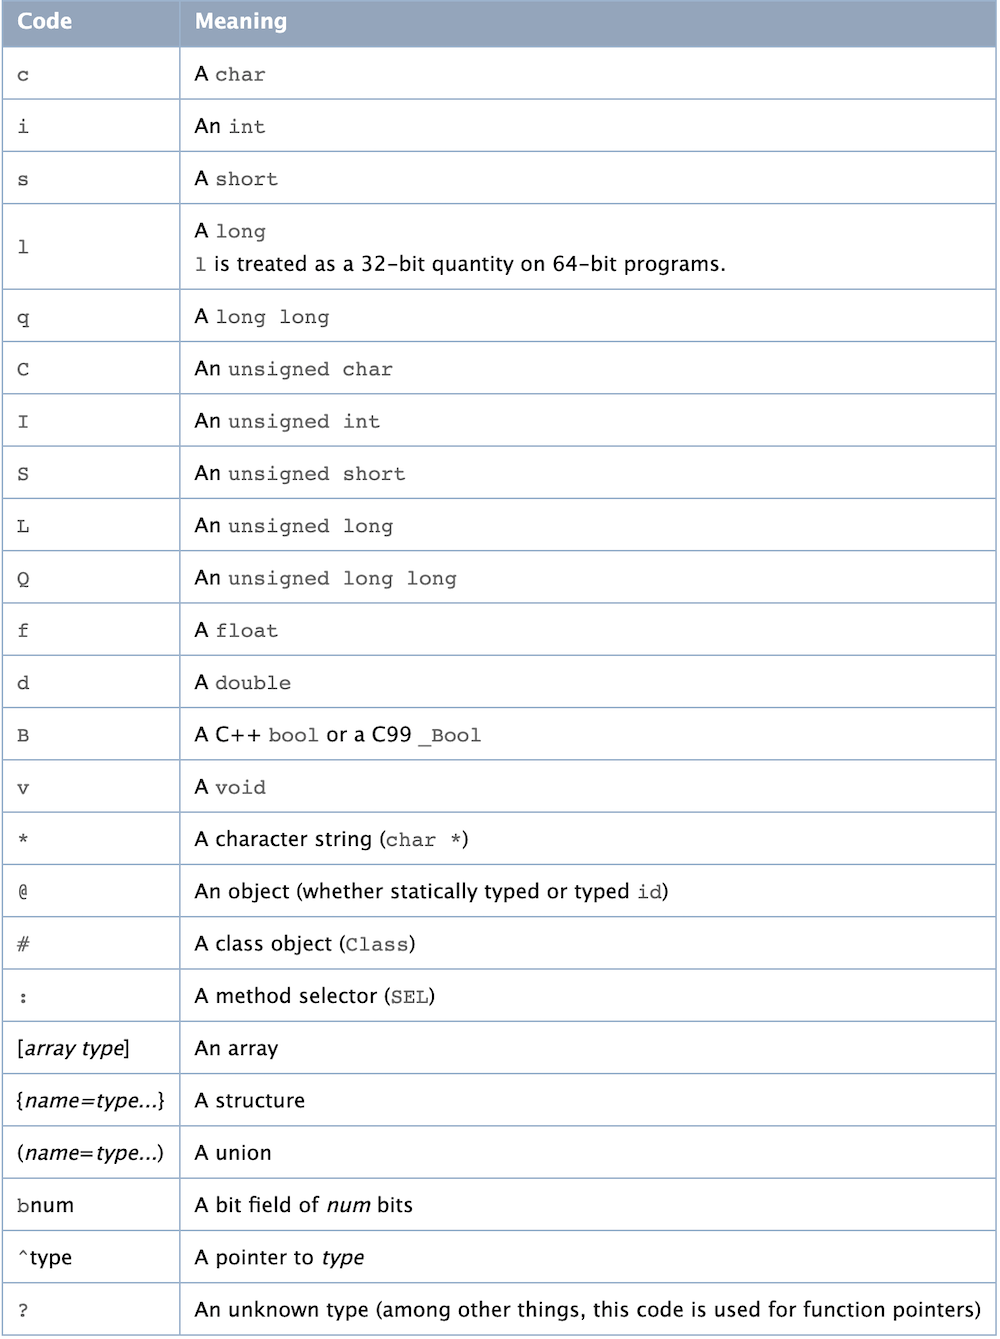 Code Meaning
c A char
i An int
s A short
l A long
l is treated as a 32-bit quantity on 64-bit programs.
q A long long
C An unsigned char
I An unsigned int
S An unsigned short
L An unsigned long
Q An unsigned long long
f A float
d A double
B A C++ bool or a C99 _Bool
v A void
* A character string (char *)
@ An object (whether statically typed or typed id)
# A class object (Class)
: A method selector (SEL)
[array type] An array
{name=type...} A structure
(name=type...) A union
bnum A bit field of num bits
^type A pointer to type
? An unknown type (among other things, this code is used for function pointers)